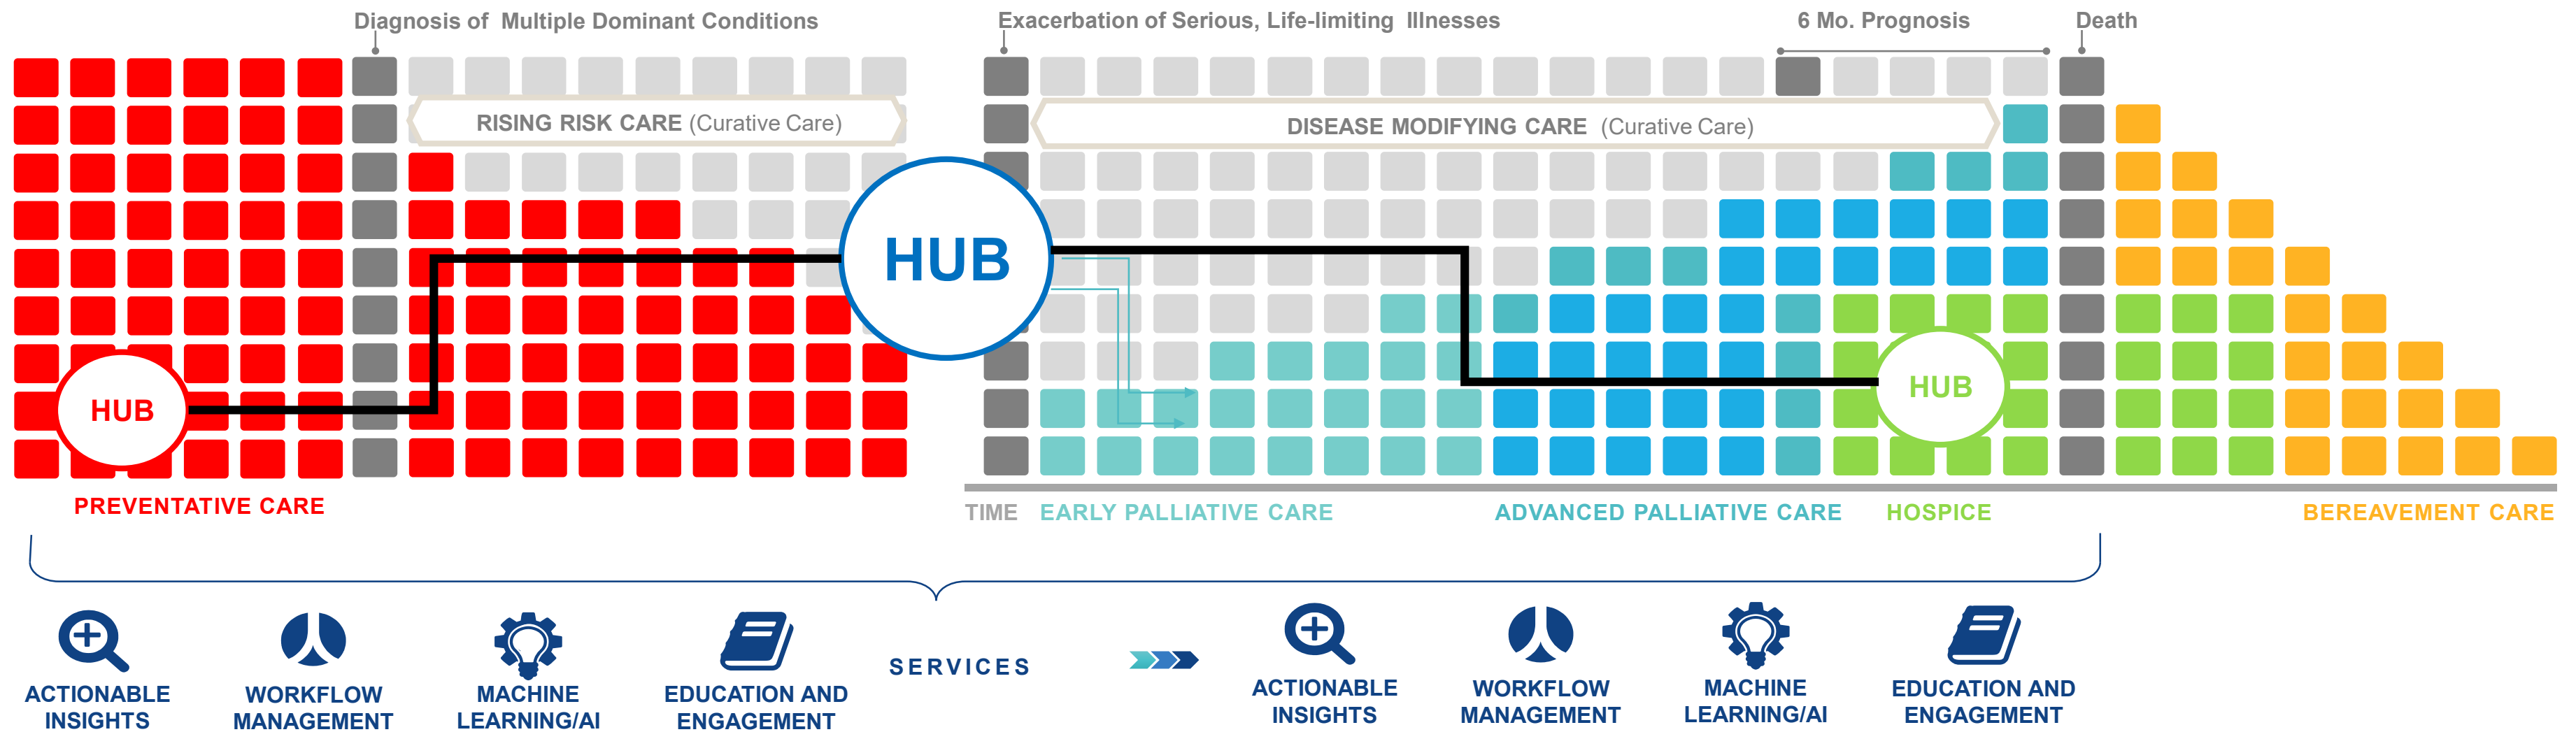 Diagnosis of Multiple Dominant Conditions
Exacerbation of Serious, Life-limiting Illnesses
6 Mo. Prognosis
Death
RISING RISK CARE (Curative Care)
DISEASE MODIFYING CARE (Curative Care)
HUB
HUB
HUB
PREVENTATIVE CARE
TIME
EARLY PALLIATIVE CARE
ADVANCED PALLIATIVE CARE
HOSPICE
BEREAVEMENT CARE
ACTIONABLE
INSIGHTS
WORKFLOW
MANAGEMENT
MACHINE
LEARNING/AI
EDUCATION AND
ENGAGEMENT
SERVICES
ACTIONABLE
INSIGHTS
WORKFLOW
MANAGEMENT
MACHINE
LEARNING/AI
EDUCATION AND
ENGAGEMENT